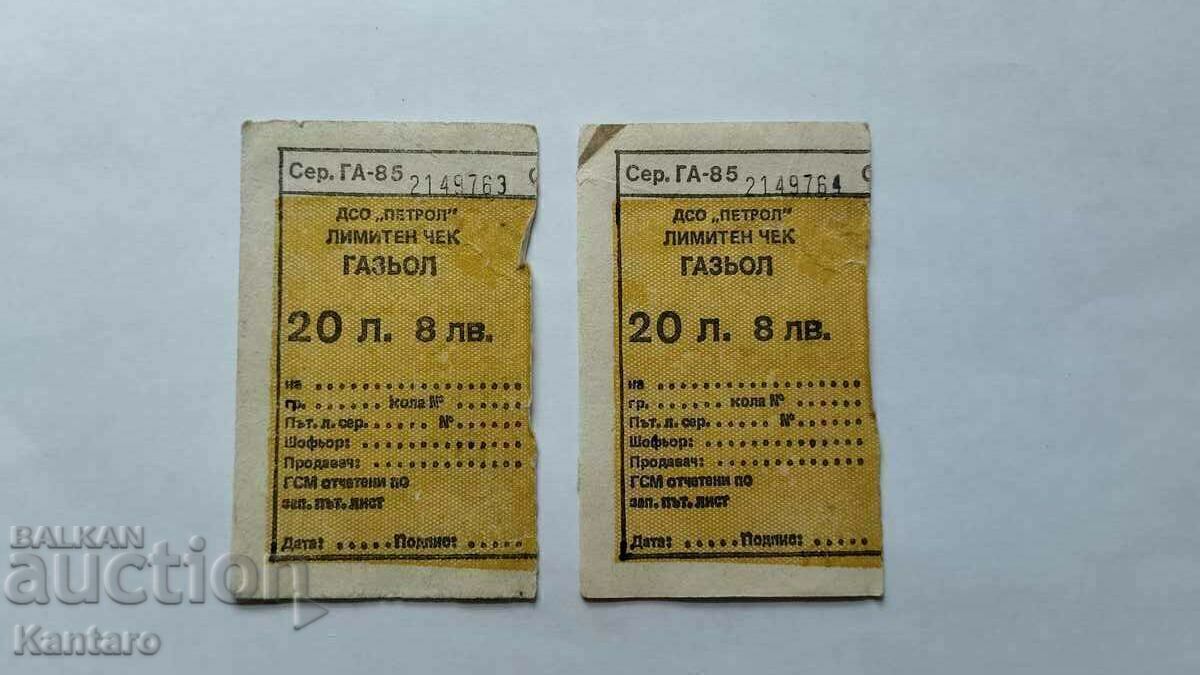 Сер. ГА-85 2149763
ДСО „ПЕТРОЛ"
ЛИМИТЕН ЧЕК
ГАЗЬОЛ
20 л. 8 лв.
на ...............
гр. ...... кола № ......
Път. л. сер. ..... № ......
Шофьор: .............
Продавач: .............
ГСМ отчетени по
зап. път. лист
Дата: ..... Подпис: .....
Сер. ГА-85 2149764
ДСО „ПЕТРОЛ"
ЛИМИТЕН ЧЕК
ГАЗЬОЛ
20 л. 8 лв.
на ...............
гр. ...... кола № ......
Път. л. сер. ..... № ......
Шофьор: .............
Продавач: .............
ГСМ отчетени по
зап. път. лист
Дата: ..... Подпис: .....
BALKAN
auction
Kantaro